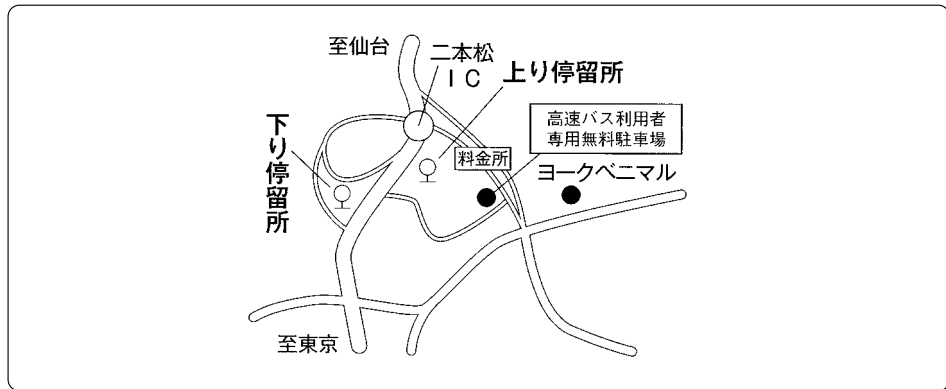 至仙台
二本松
IC
上り停留所
高速バス利用者
専用無料駐車場
下り停留所
料金所
ヨークベニマル
至東京